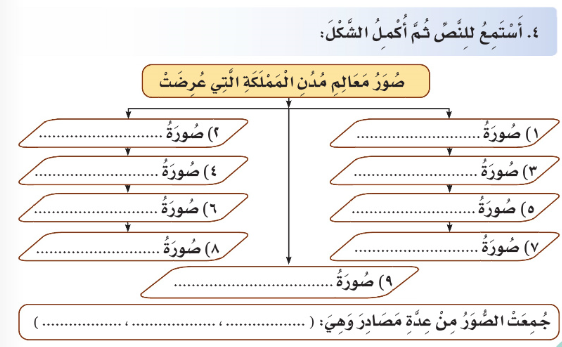 ٤. أَسْتَمِعُ للِنَّصِّ ثُمَّ أُكْمِلُ الشَّكْلَ:
صُوَرُ مَعَالِمِ مُدُنِ الْمَمْلَكَةِ الَّتِي عُرِضَتْ
١) صُورَةُ ............................... ٢) صُورَةُ ...............................
٣) صُورَةُ ............................... ٤) صُورَةُ ...............................
٥) صُورَةُ ............................... ٦) صُورَةُ ...............................
٧) صُورَةُ ............................... ٨) صُورَةُ ...............................
٩) صُورَةُ ........................................
جُمِعَتْ الصُّوَرُ مِنْ عِدَّةِ مَصَادِرَ وَهِيَ: ( .................... ، .................... ، .................... )